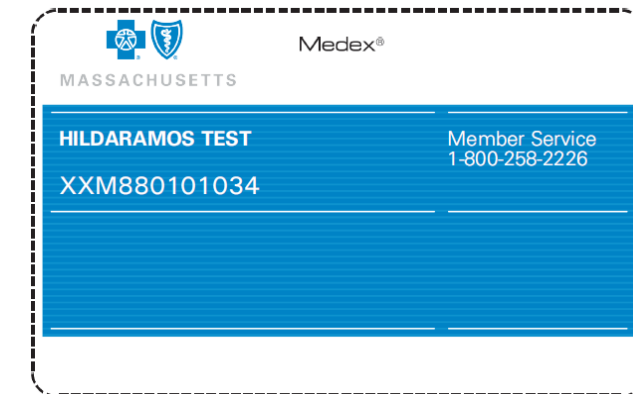 Medex®
MASSACHUSETTS
HILDARAMOS TEST
Member Service
1-800-258-2226
XXM880101034